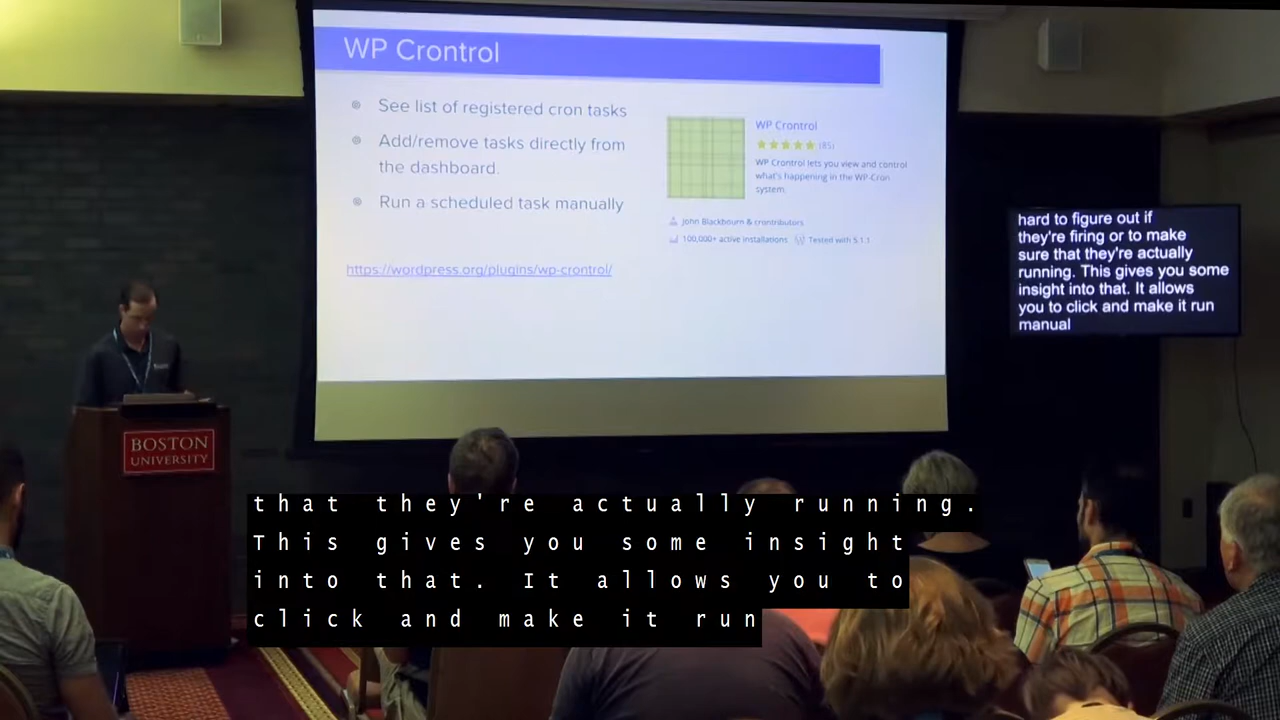 WP Crontrol
See list of registered cron tasks
Add/remove tasks directly from
the dashboard.
Run a scheduled task manually
https://wordpress.org/plugins/wp-crontrol/
WP Crontrol
(85)
WP Crontrol lets you view and control
what's happening in the WP-Cron
system.
John Blackbourn & crontributors
100,000+ active installations
Tested with 5.1.1
hard to figure out if
they're firing or to make
sure that they're actually
running. This gives you some
insight into that. It allows
you to click and make it run
manual
BOSTON
UNIVERSITY
that they're actually running.
This gives you some insight
into that. It allows you to
click and make it run